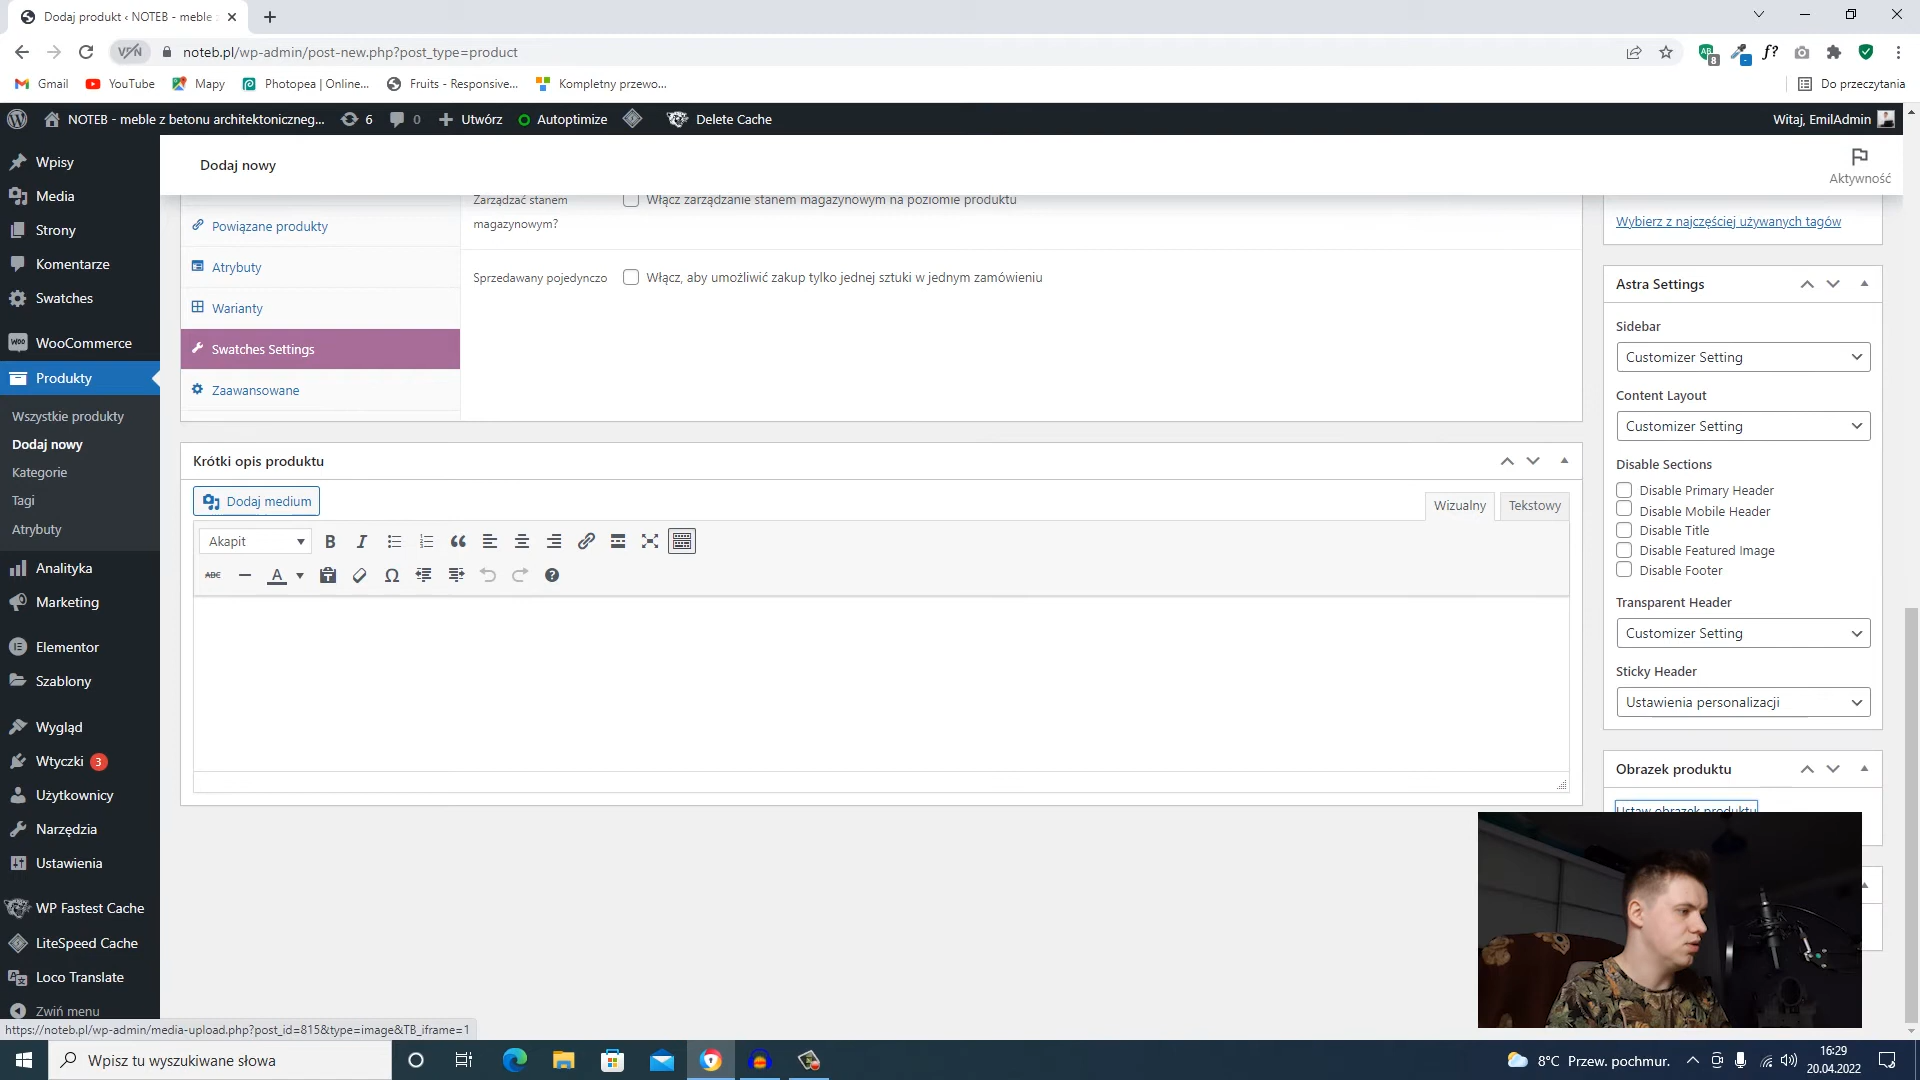 Dodaj produkt ‹ NOTEB - meble z
noteb.pl/wp-admin/post-new.php?post_type=product
VPN
8
f?
Gmail
YouTube
Mapy
Photopea | Online...
Fruits - Responsive...
Kompletny przewo...
Do przeczytania
NOTEB - meble z betonu architektoniczneg...
6
0
Utwórz
Autoptimize
Delete Cache
Witaj, EmilAdmin
Wpisy
Media
Strony
Komentarze
Swatches
WooCommerce
Produkty
Wszystkie produkty
Dodaj nowy
Kategorie
Tagi
Atrybuty
Analityka
Marketing
Elementor
Szablony
Wygląd
Wtyczki 3
Użytkownicy
Narzędzia
Ustawienia
WP Fastest Cache
LiteSpeed Cache
Loco Translate
Zwiń menu
Dodaj nowy
Aktywność
Powiązane produkty
Atrybuty
Warianty
Swatches Settings
Zaawansowane
Zarządzać stanem
magazynowym?
Włącz zarządzanie stanem magazynowym na poziomie produktu
Sprzedawany pojedynczo
Włącz, aby umożliwić zakup tylko jednej sztuki w jednym zamówieniu
Krótki opis produktu
Dodaj medium
Wizualny
Tekstowy
Akapit
B
I
ABC
A
Ω
Wybierz z najczęściej używanych tagów
Astra Settings
Sidebar
Customizer Setting
Content Layout
Customizer Setting
Disable Sections
Disable Primary Header
Disable Mobile Header
Disable Title
Disable Featured Image
Disable Footer
Transparent Header
Customizer Setting
Sticky Header
Ustawienia personalizacji
Obrazek produktu
Ustaw obrazek produktu
https://noteb.pl/wp-admin/media-upload.php?post_id=815&type=image&TB_iframe=1
Wpisz tu wyszukiwane słowa
8°C Przew. pochmur.
16:29
20.04.2022